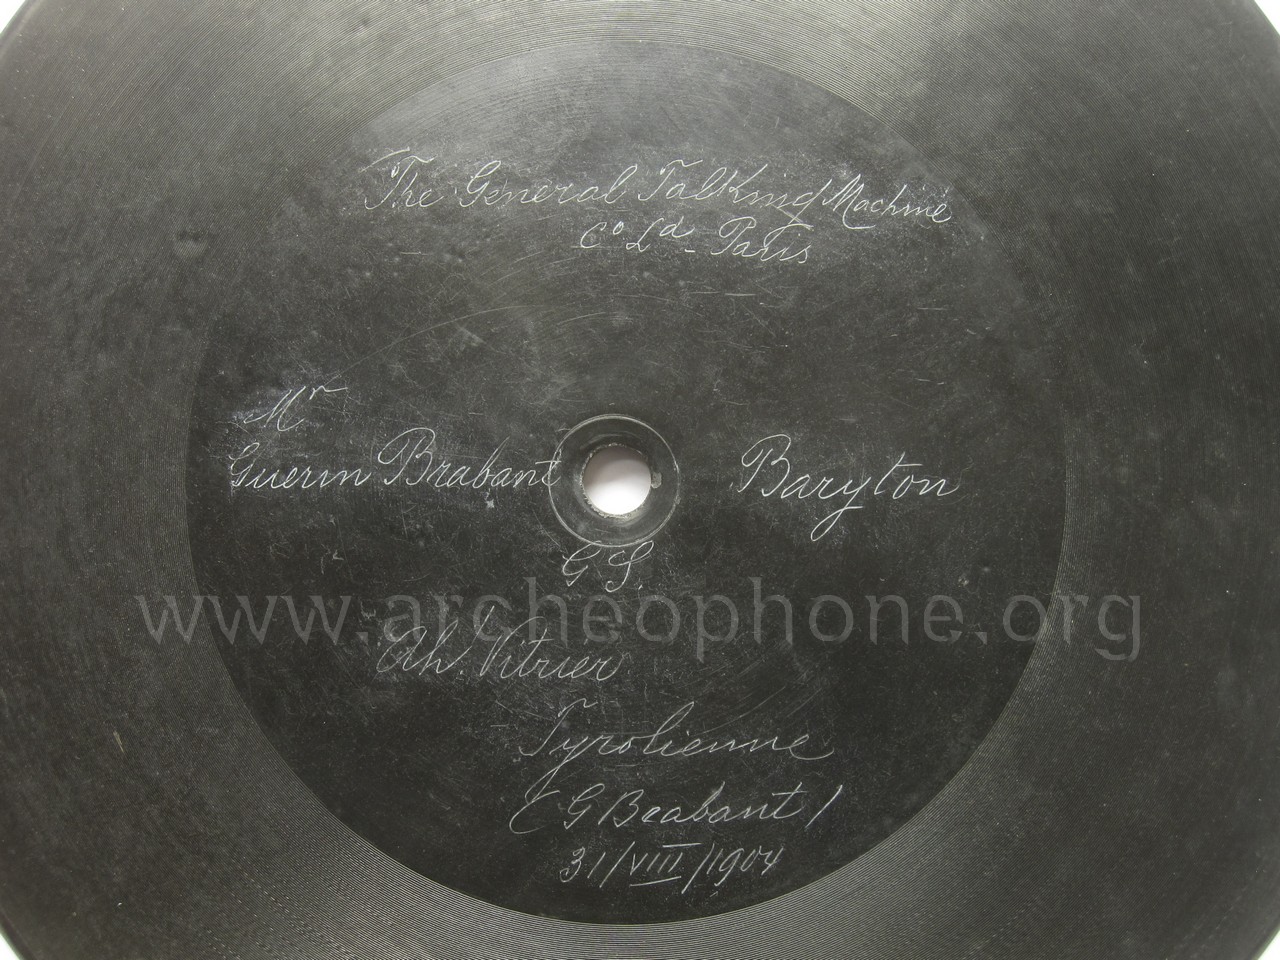 The General Talking Machine
Co Ld - Paris
Mr
Guerin Brabant Baryton
G S.
Ah. Vitrier
www.archeophone.org
Tyrolienne
(G Brabant)
31/VIII/1904